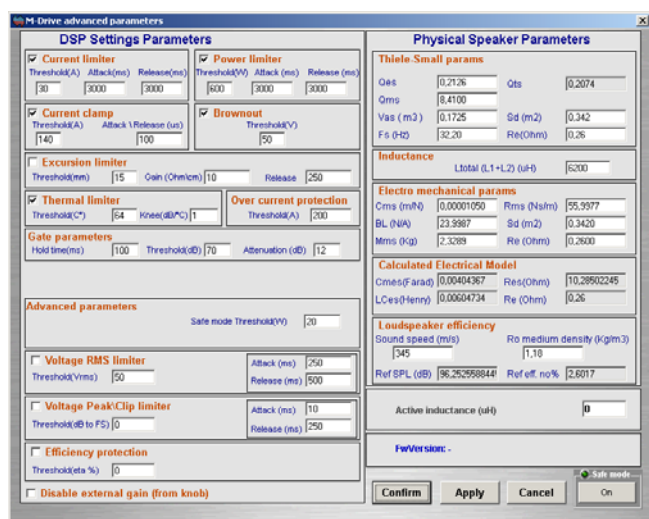 M-Drive advanced parameters
DSP Settings Parameters
Current limiter
Threshold(A) Attack(ms) Release(ms)
30 3000 3000
Power limiter
Threshold(W) Attack (ms) Release (ms)
600 3000 3000
Current clamp
Threshold(A) Attack \Release (us)
140 100
Brownout
Threshold(V)
50
Excursion limiter
Threshold(mm) 15 Gain (Ohm/cm) 10 Release 250
Thermal limiter
Threshold(C°) 64 Knee(dB/°C) 1
Over current protection
Threshold(A) 200
Gate parameters
Hold time(ms) 100 Threshold(dB) 70 Attenuation (dB) 12
Advanced parameters
Safe mode Threshold(W) 20
Voltage RMS limiter
Threshold(Vrms) 50
Attack (ms) 250
Release (ms) 500
Voltage Peak\Clip limiter
Threshold(dB to FS) 0
Attack (ms) 10
Release (ms) 250
Efficiency protection
Threshold(eta %) 0
Disable external gain (from knob)
Physical Speaker Parameters
Thiele-Small params
Qes 0,2126 Qts 0,2074
Qms 8,4100
Vas ( m3 ) 0,1725 Sd (m2) 0,342
Fs (Hz) 32,20 Re(Ohm) 0,26
Inductance
Ltotal (L1+L2) (uH) 6200
Electro mechanical params
Cms (m/N) 0,00001050 Rms (Ns/m) 55,9977
BL (N/A) 23,9987 Sd (m2) 0,3420
Mms (Kg) 2,3289 Re (Ohm) 0,2600
Calculated Electrical Model
Cmes(Farad) 0,00404367 Res(Ohm) 10,28502245
LCes(Henry) 0,00604734 Re (Ohm) 0,26
Loudspeaker efficiency
Sound speed (m/s) Ro medium density (Kg/m3)
345 1,18
Ref SPL (dB) 96,252558844 Ref eff. no% 2,6017
Active inductance (uH) 0
FwVersion: -
Safe mode
Confirm Apply Cancel On